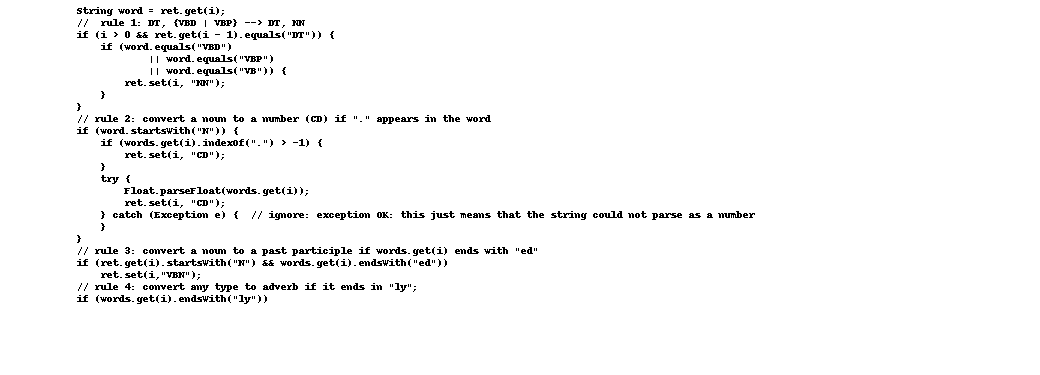 String word = ret.get(i);
//  rule 1: DT, {VBD | VBP} --> DT, NN
if (i > 0 && ret.get(i - 1).equals("DT")) {
    if (word.equals("VBD")
            || word.equals("VBP")
            || word.equals("VB")) {
        ret.set(i, "NN");
    }
}
// rule 2: convert a noun to a number (CD) if "." appears in the word
if (word.startsWith("N")) {
    if (words.get(i).indexOf(".") > -1) {
        ret.set(i, "CD");
    }
    try {
        Float.parseFloat(words.get(i));
        ret.set(i, "CD");
    } catch (Exception e) {  // ignore: exception OK: this just means that the string could not parse as a number
    }
}
// rule 3: convert a noun to a past participle if words.get(i) ends with "ed"
if (ret.get(i).startsWith("N") && words.get(i).endsWith("ed"))
    ret.set(i,"VBN");
// rule 4: convert any type to adverb if it ends in "ly";
if (words.get(i).endsWith("ly"))